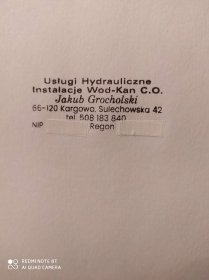 Usługi Hydrauliczne
Instalacje Wod-Kan C.O.
Jakub Grocholski
66-120 Kargowa, Sulechowska 42
tel. 508 183 840
NIP Regon
REDMI NOTE 8T
AI QUAD CAMERA